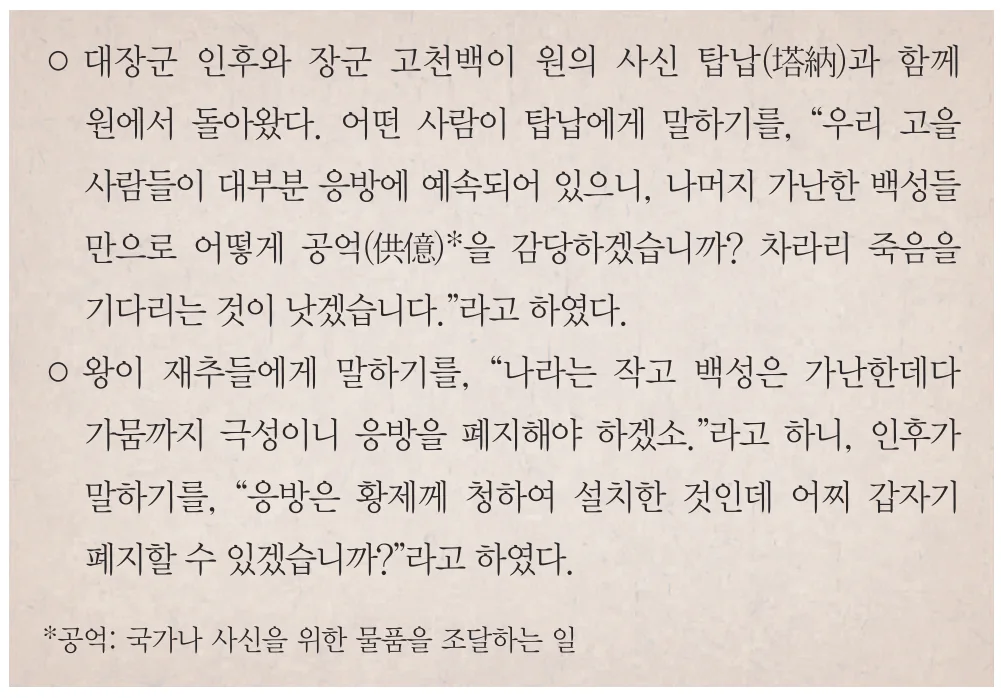 ○ 대장군 인후와 장군 고천백이 원의 사신 탑납(塔納)과 함께
원에서 돌아왔다. 어떤 사람이 탑납에게 말하기를, “우리 고을
사람들이 대부분 응방에 예속되어 있으니, 나머지 가난한 백성들
만으로 어떻게 공억(供億)*을 감당하겠습니까? 차라리 죽음을
기다리는 것이 낫겠습니다.”라고 하였다.
○ 왕이 재추들에게 말하기를, “나라는 작고 백성은 가난한데다
가뭄까지 극성이니 응방을 폐지해야 하겠소.”라고 하니, 인후가
말하기를, “응방은 황제께 청하여 설치한 것인데 어찌 갑자기
폐지할 수 있겠습니까?”라고 하였다.
*공억: 국가나 사신을 위한 물품을 조달하는 일